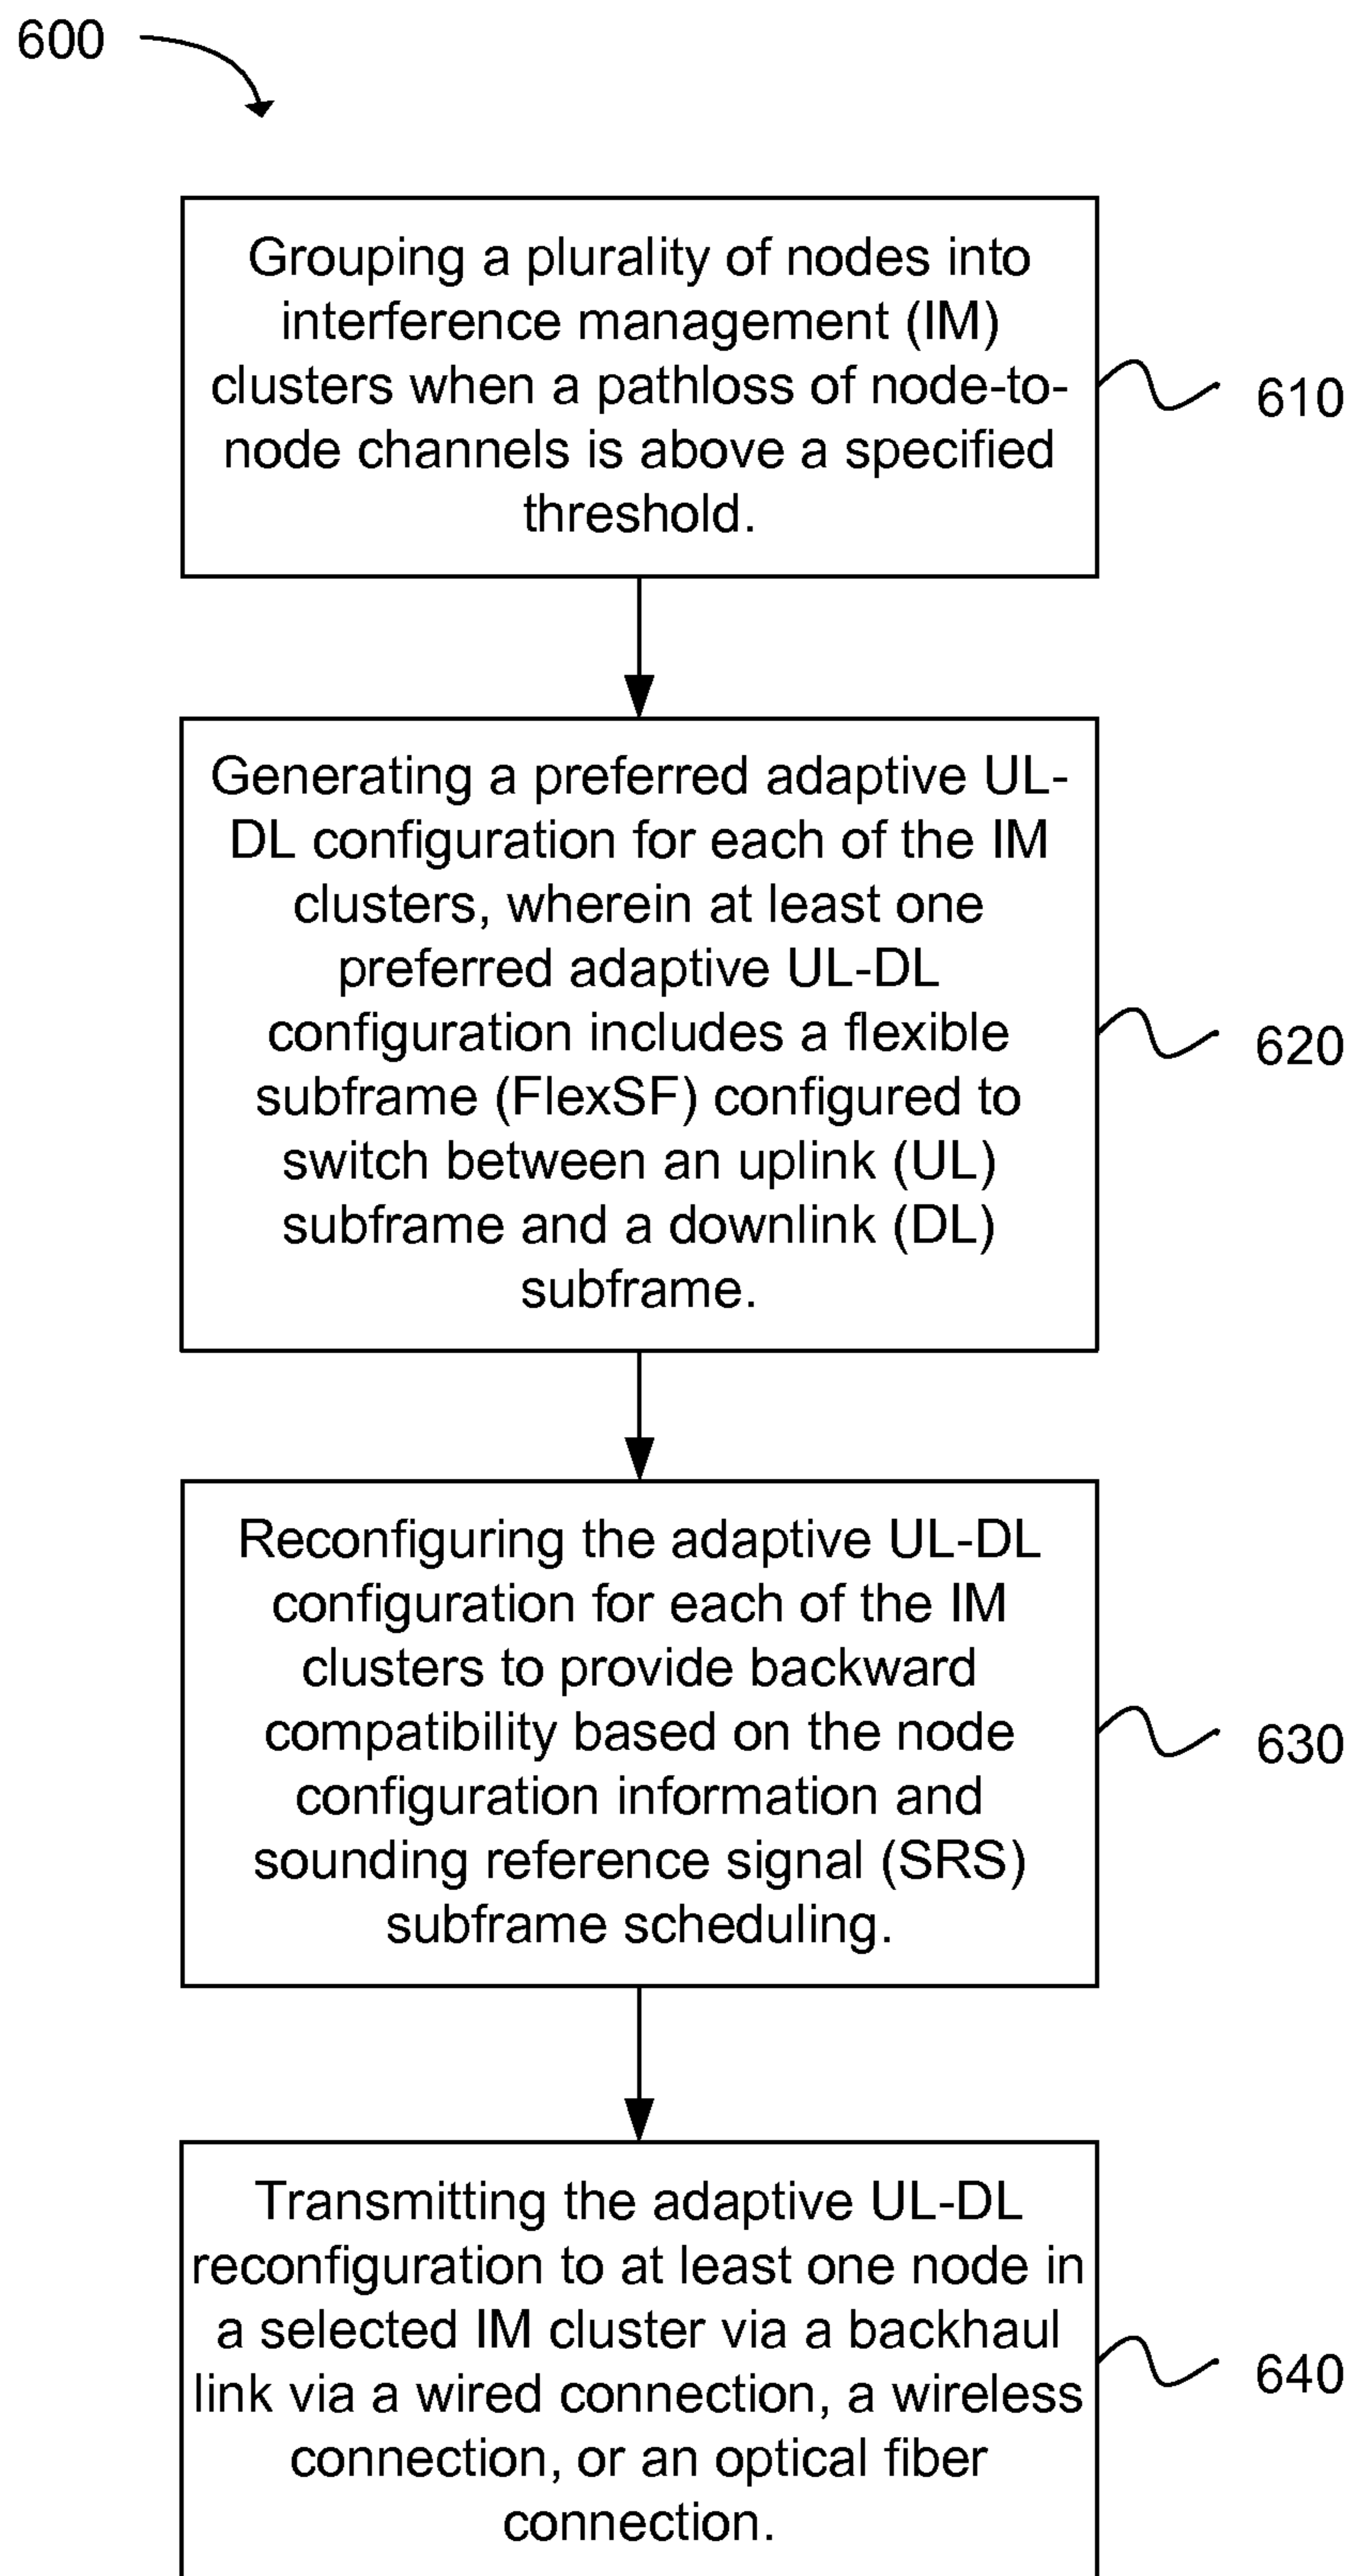 600
Grouping a plurality of nodes into
interference management (IM)
clusters when a pathloss of node-to-
node channels is above a specified
threshold.
610
Generating a preferred adaptive UL-
DL configuration for each of the IM
clusters, wherein at least one
preferred adaptive UL-DL
configuration includes a flexible
subframe (FlexSF) configured to
switch between an uplink (UL)
subframe and a downlink (DL)
subframe.
620
Reconfiguring the adaptive UL-DL
configuration for each of the IM
clusters to provide backward
compatibility based on the node
configuration information and
sounding reference signal (SRS)
subframe scheduling.
630
Transmitting the adaptive UL-DL
reconfiguration to at least one node in
a selected IM cluster via a backhaul
link via a wired connection, a wireless
connection, or an optical fiber
connection.
640